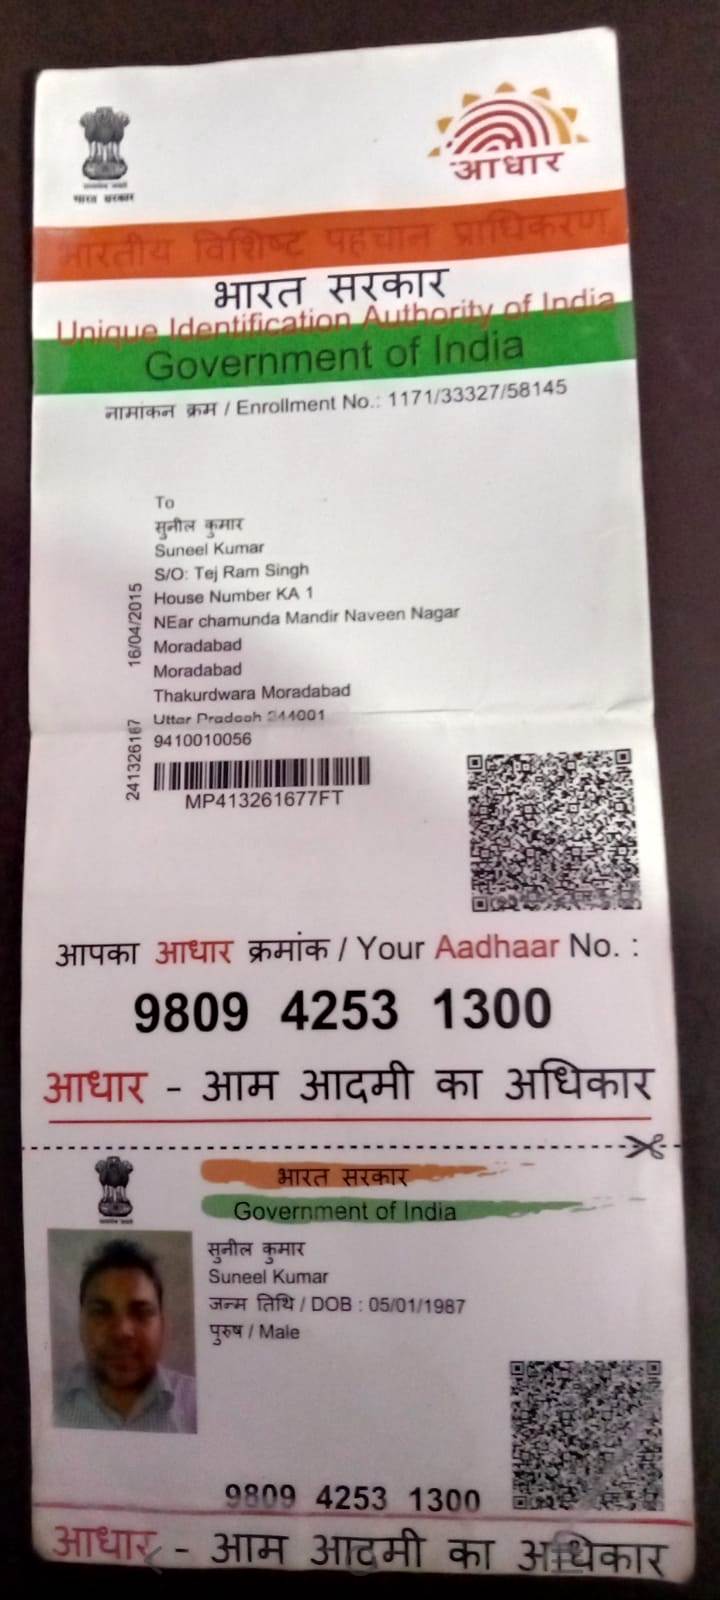 भारत सरकार
आधार
भारतीय विशिष्ट पहचान प्राधिकरण
भारत सरकार
Unique Identification Authority of India
Government of India
नामांकन क्रम / Enrollment No.: 1171/33327/58145
To
सुनील कुमार
Suneel Kumar
S/O: Tej Ram Singh
House Number KA 1
NEar chamunda Mandir Naveen Nagar
Moradabad
Moradabad
Thakurdwara Moradabad
Uttar Pradesh 244001
9410010056
16/04/2015
241326167
MP413261677FT
आपका आधार क्रमांक / Your Aadhaar No. :
9809 4253 1300
आधार - आम आदमी का अधिकार
भारत सरकार
Government of India
सुनील कुमार
Suneel Kumar
जन्म तिथि / DOB : 05/01/1987
पुरुष / Male
9809 4253 1300
आधार - आम आदमी का अधिकार